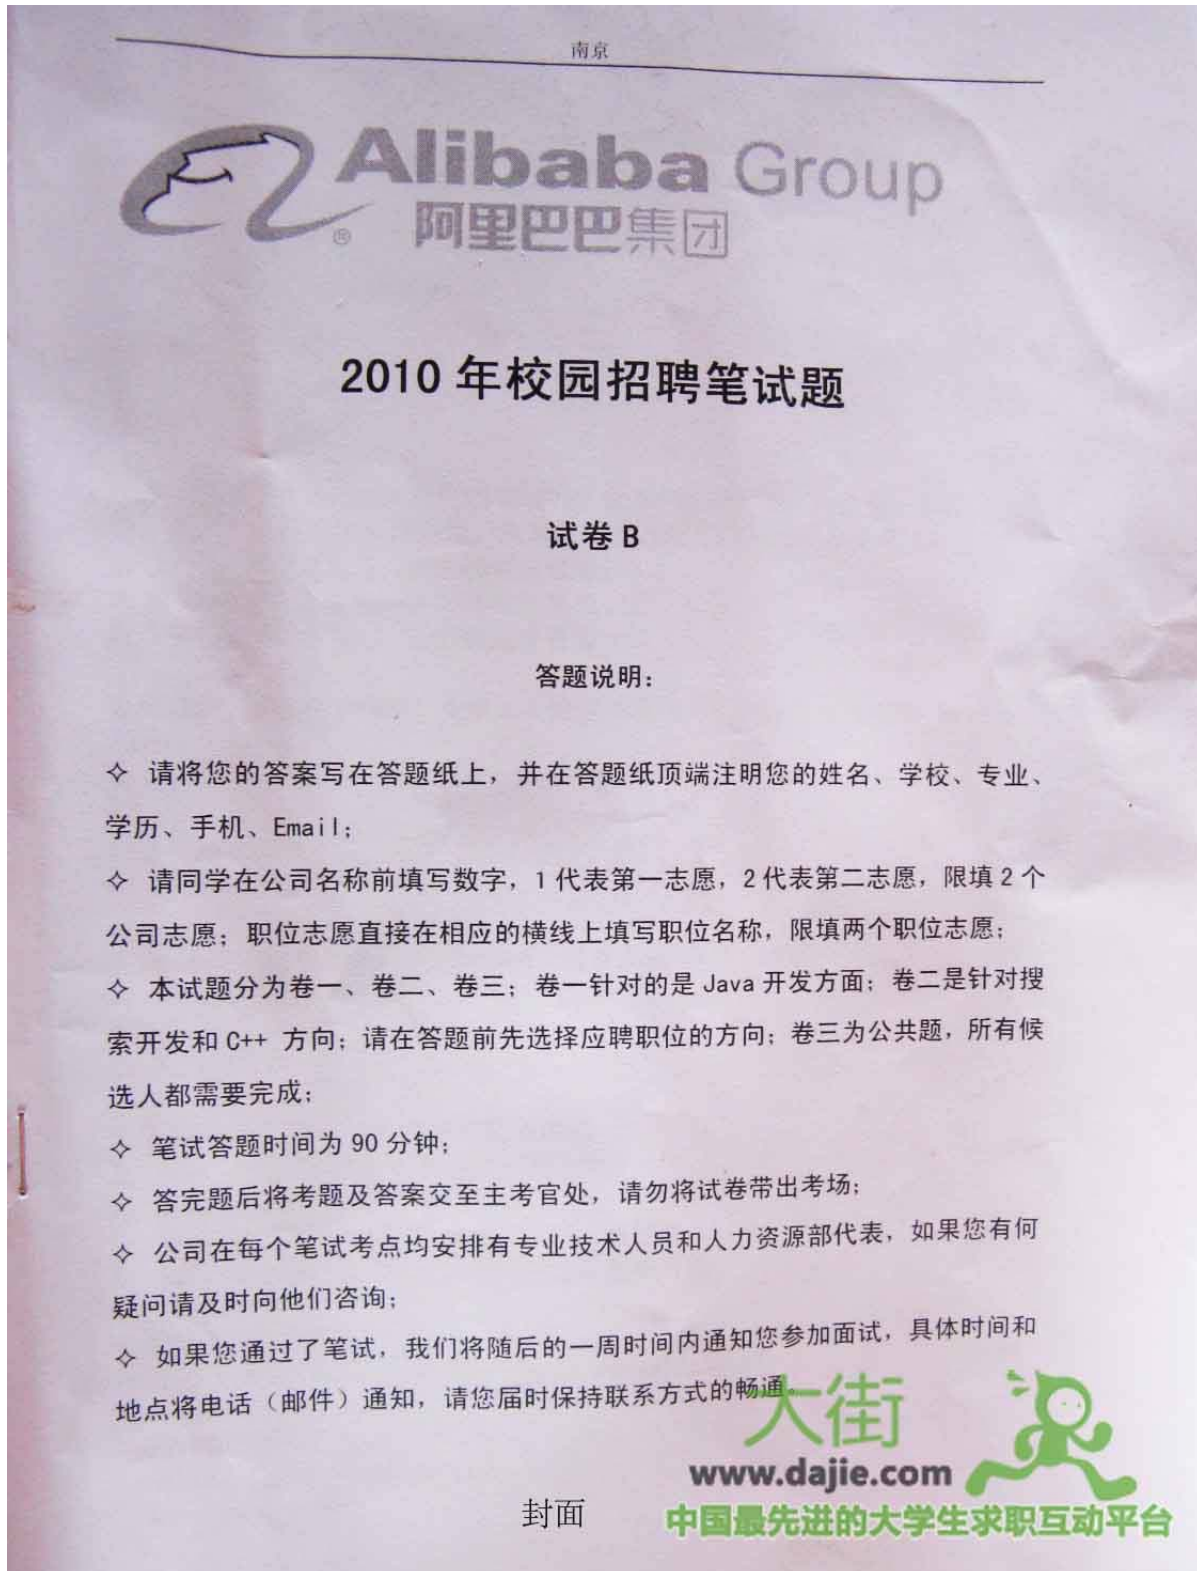 南京
Alibaba Group
®
阿里巴巴集团
2010 年校园招聘笔试题
试卷 B
答题说明：
✧ 请将您的答案写在答题纸上，并在答题纸顶端注明您的姓名、学校、专业、
学历、手机、Email；
✧ 请同学在公司名称前填写数字，1 代表第一志愿，2 代表第二志愿，限填 2 个
公司志愿；职位志愿直接在相应的横线上填写职位名称，限填两个职位志愿；
✧ 本试题分为卷一、卷二、卷三；卷一针对的是 Java 开发方面；卷二是针对搜
索开发和 C++ 方向；请在答题前先选择应聘职位的方向；卷三为公共题，所有候
选人都需要完成；
✧ 笔试答题时间为 90 分钟；
✧ 答完题后将考题及答案交至主考官处，请勿将试卷带出考场；
✧ 公司在每个笔试考点均安排有专业技术人员和人力资源部代表，如果您有何
疑问请及时向他们咨询；
✧ 如果您通过了笔试，我们将随后的一周时间内通知您参加面试，具体时间和
地点将电话（邮件）通知，请您届时保持联系方式的畅通。
大街
www.dajie.com
封面
中国最先进的大学生求职互动平台